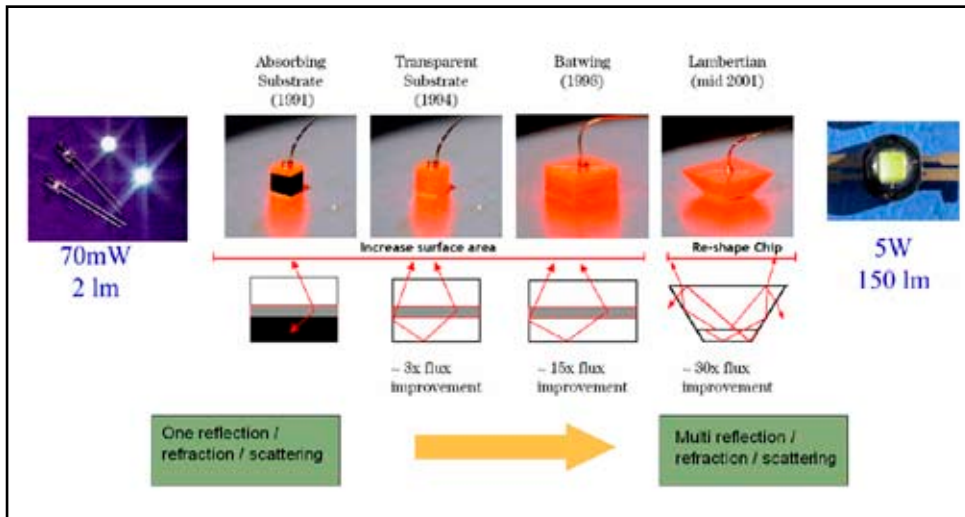 Absorbing
Substrate
(1991)
Transparent
Substrate
(1994)
Batwing
(1998)
Lambertian
(mid 2001)
70mW
2 lm
Increase surface area
Re-shape Chip
5W
150 lm
~ 3x flux
improvement
~ 15x flux
improvement
~ 30x flux
improvement
One reflection /
refraction / scattering
Multi reflection /
refraction / scattering